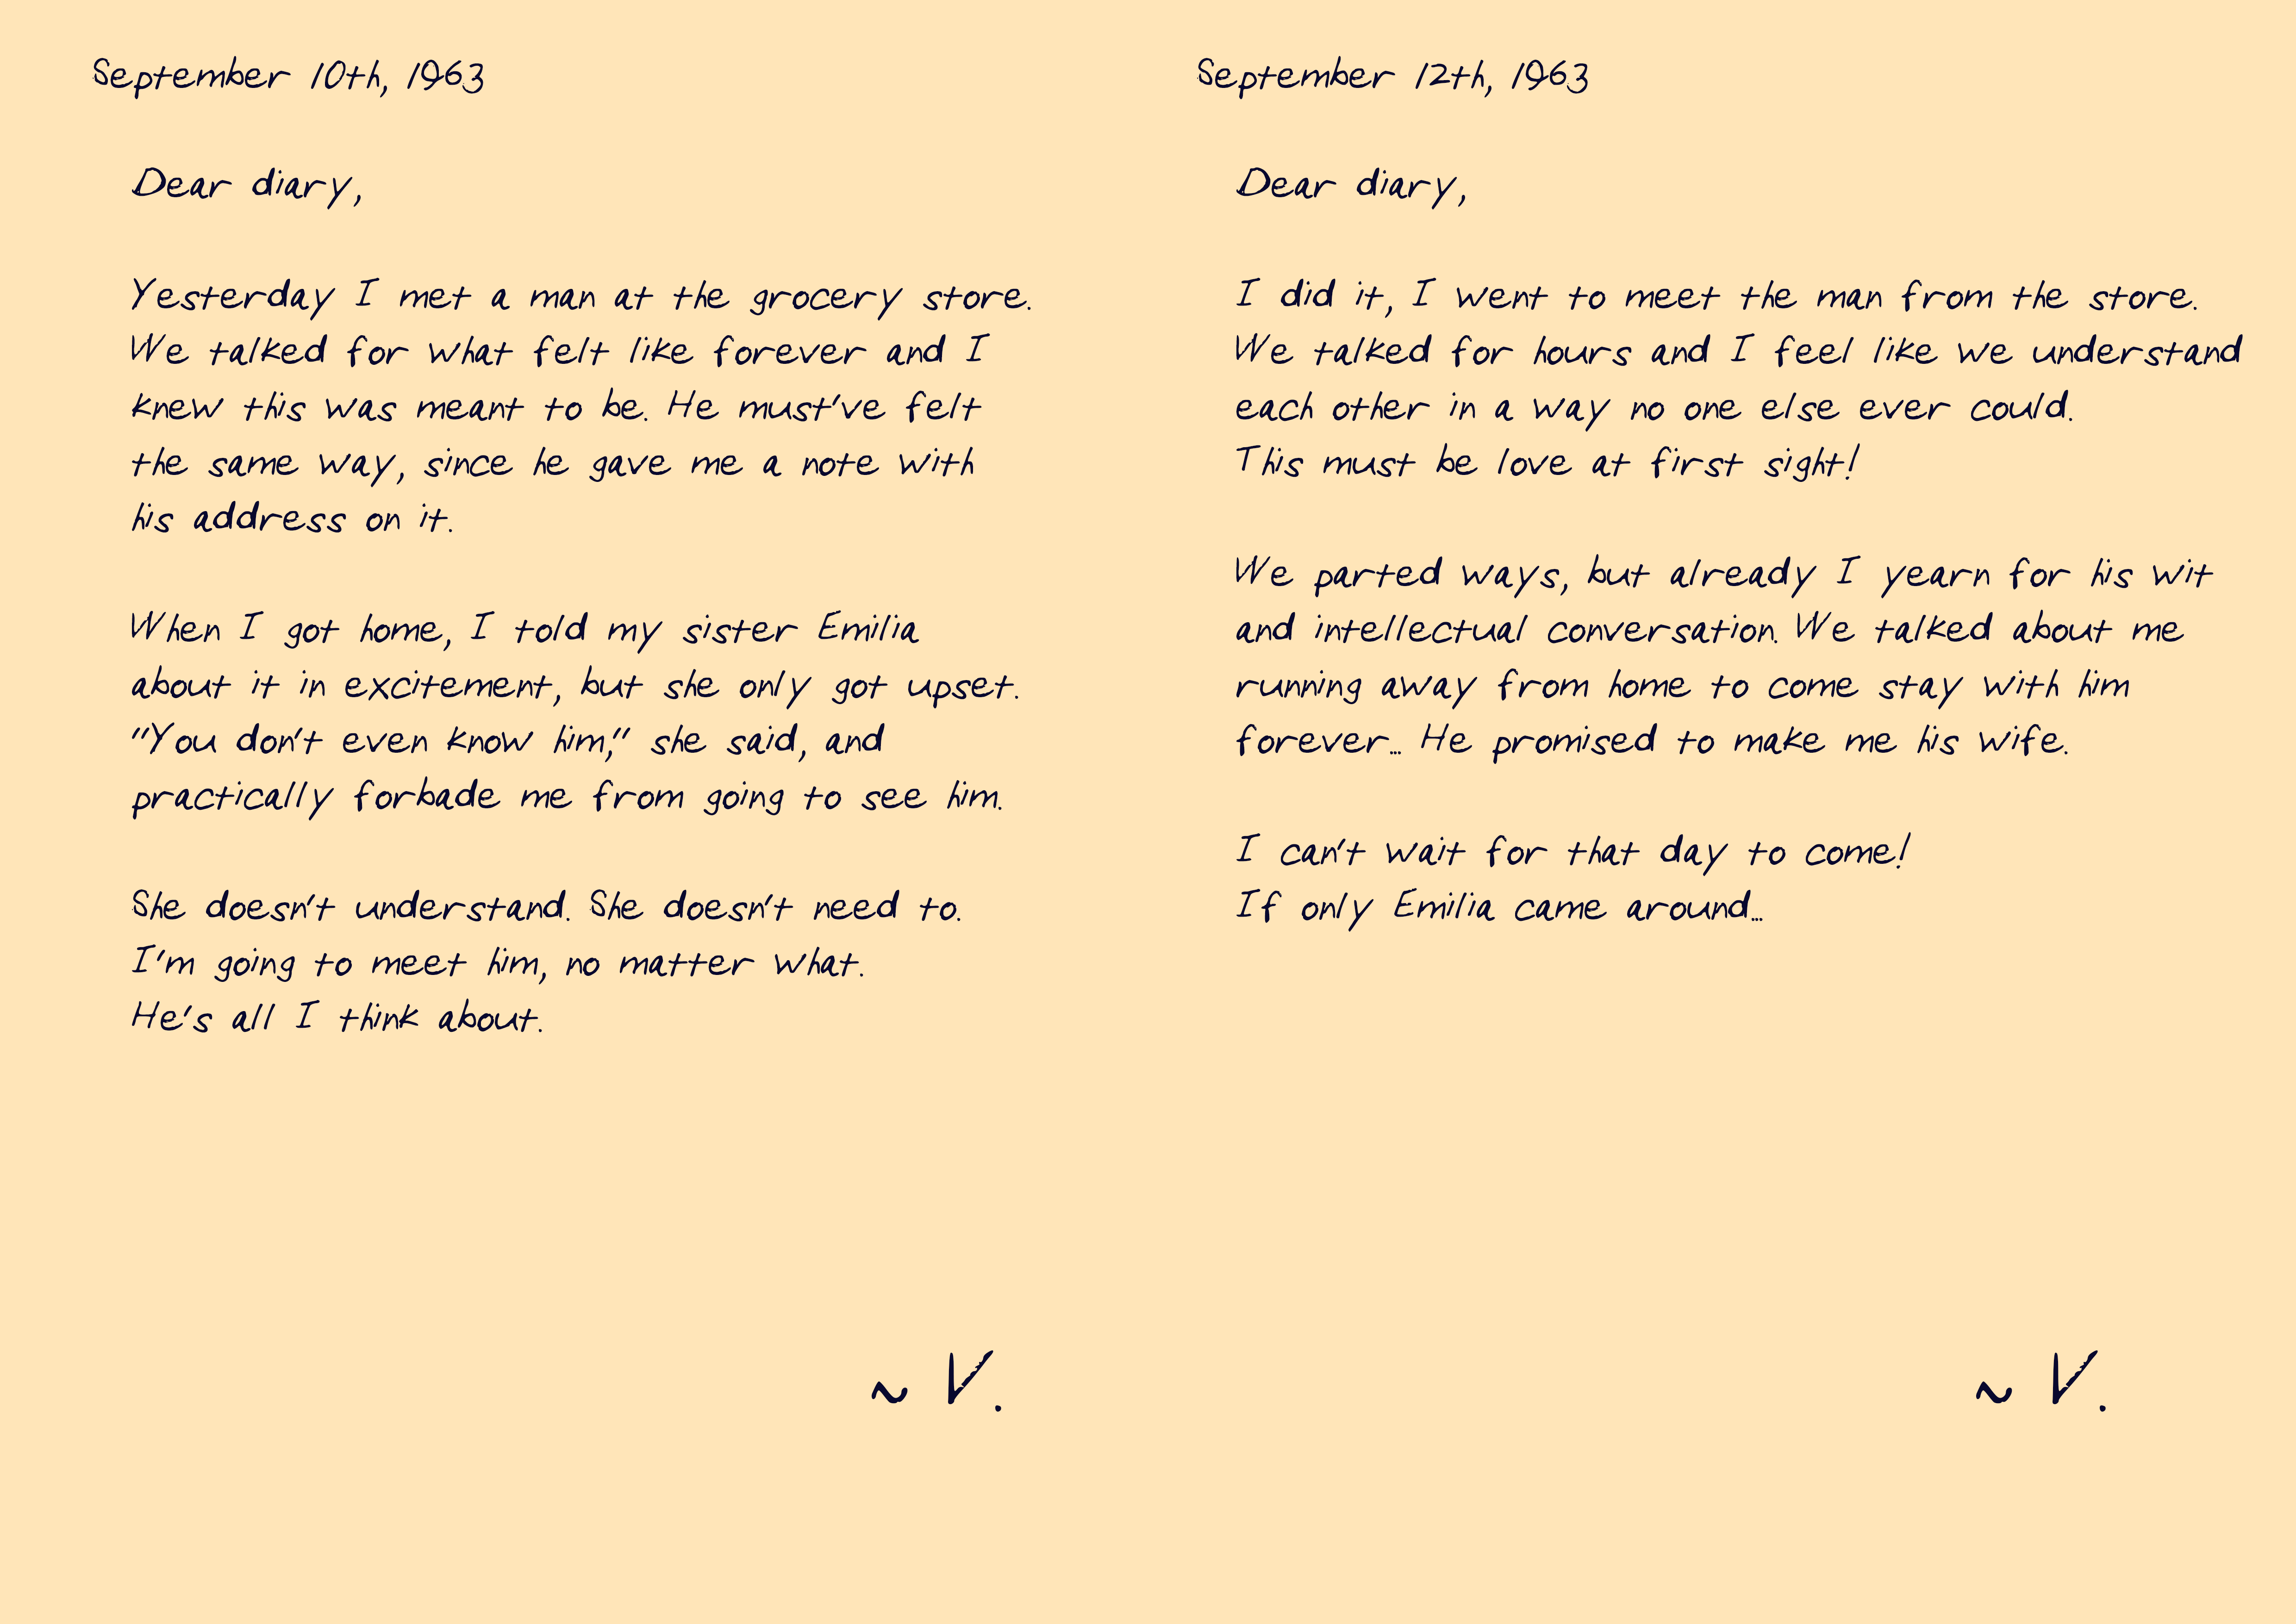 September 10th, 1963
Dear diary,
Yesterday I met a man at the grocery store.
We talked for what felt like forever and I
knew this was meant to be. He must've felt
the same way, since he gave me a note with
his address on it.
When I got home, I told my sister Emilia
about it in excitement, but she only got upset.
"You don't even know him," she said, and
practically forbade me from going to see him.
She doesn't understand. She doesn't need to.
I'm going to meet him, no matter what.
He's all I think about.
~ V.
September 12th, 1963
Dear diary,
I did it, I went to meet the man from the store.
We talked for hours and I feel like we understand
each other in a way no one else ever could.
This must be love at first sight!
We parted ways, but already I yearn for his wit
and intellectual conversation. We talked about me
running away from home to come stay with him
forever... He promised to make me his wife.
I can't wait for that day to come!
If only Emilia came around...
~ V.